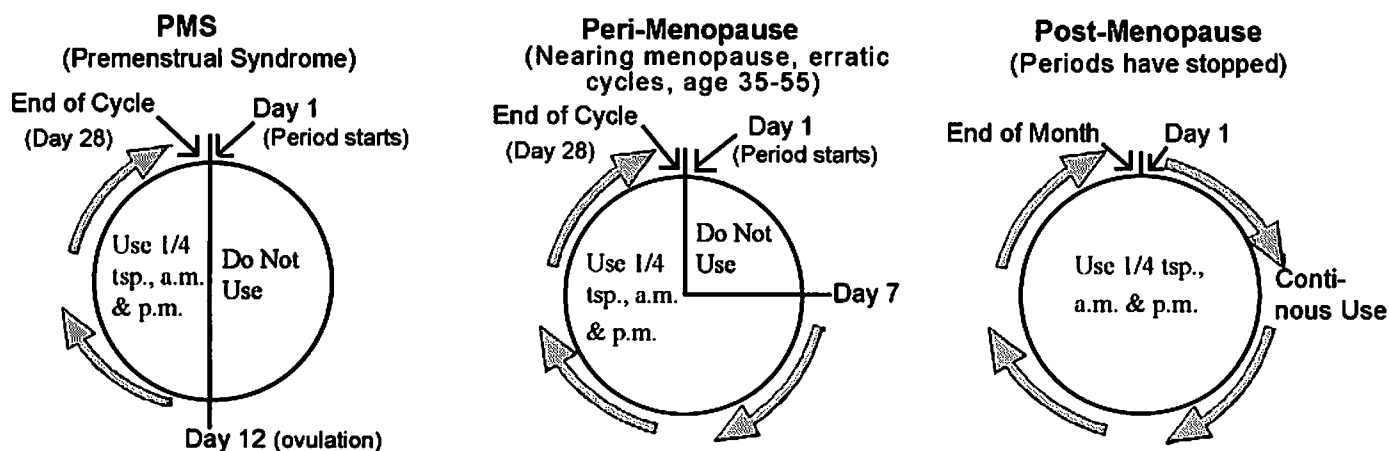 PMS
(Premenstrual Syndrome)
End of Cycle
(Day 28)
Day 1
(Period starts)
Use 1/4
tsp., a.m.
& p.m.
Do Not
Use
Day 12 (ovulation)
Peri-Menopause
(Nearing menopause, erratic
cycles, age 35-55)
End of Cycle
(Day 28)
Day 1
(Period starts)
Do Not
Use
Use 1/4
tsp., a.m.
& p.m.
Day 7
Post-Menopause
(Periods have stopped)
End of Month
Day 1
Use 1/4 tsp.,
a.m. & p.m.
Conti-
nous Use